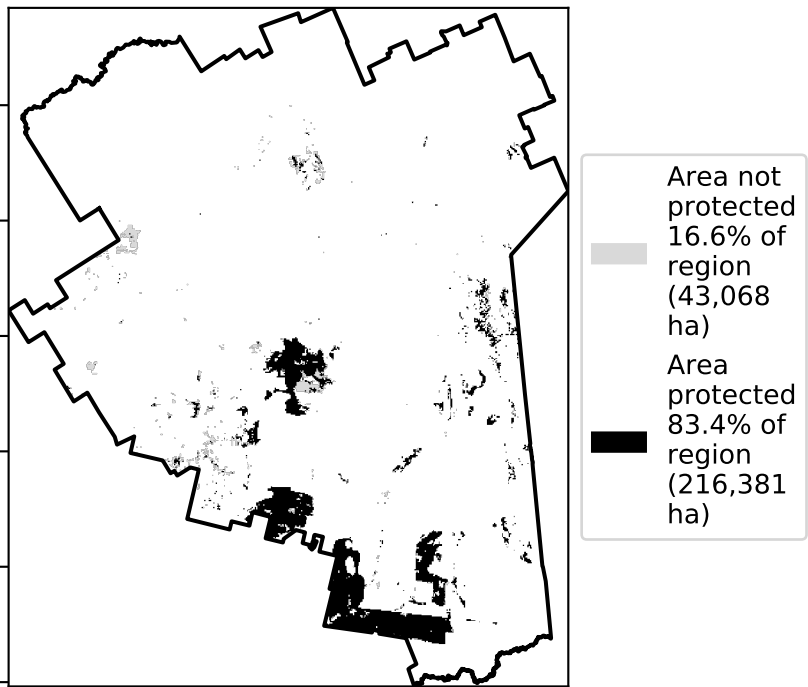 Area not
protected
16.6% of
region
(43,068
ha)
Area
protected
83.4% of
region
(216,381
ha)